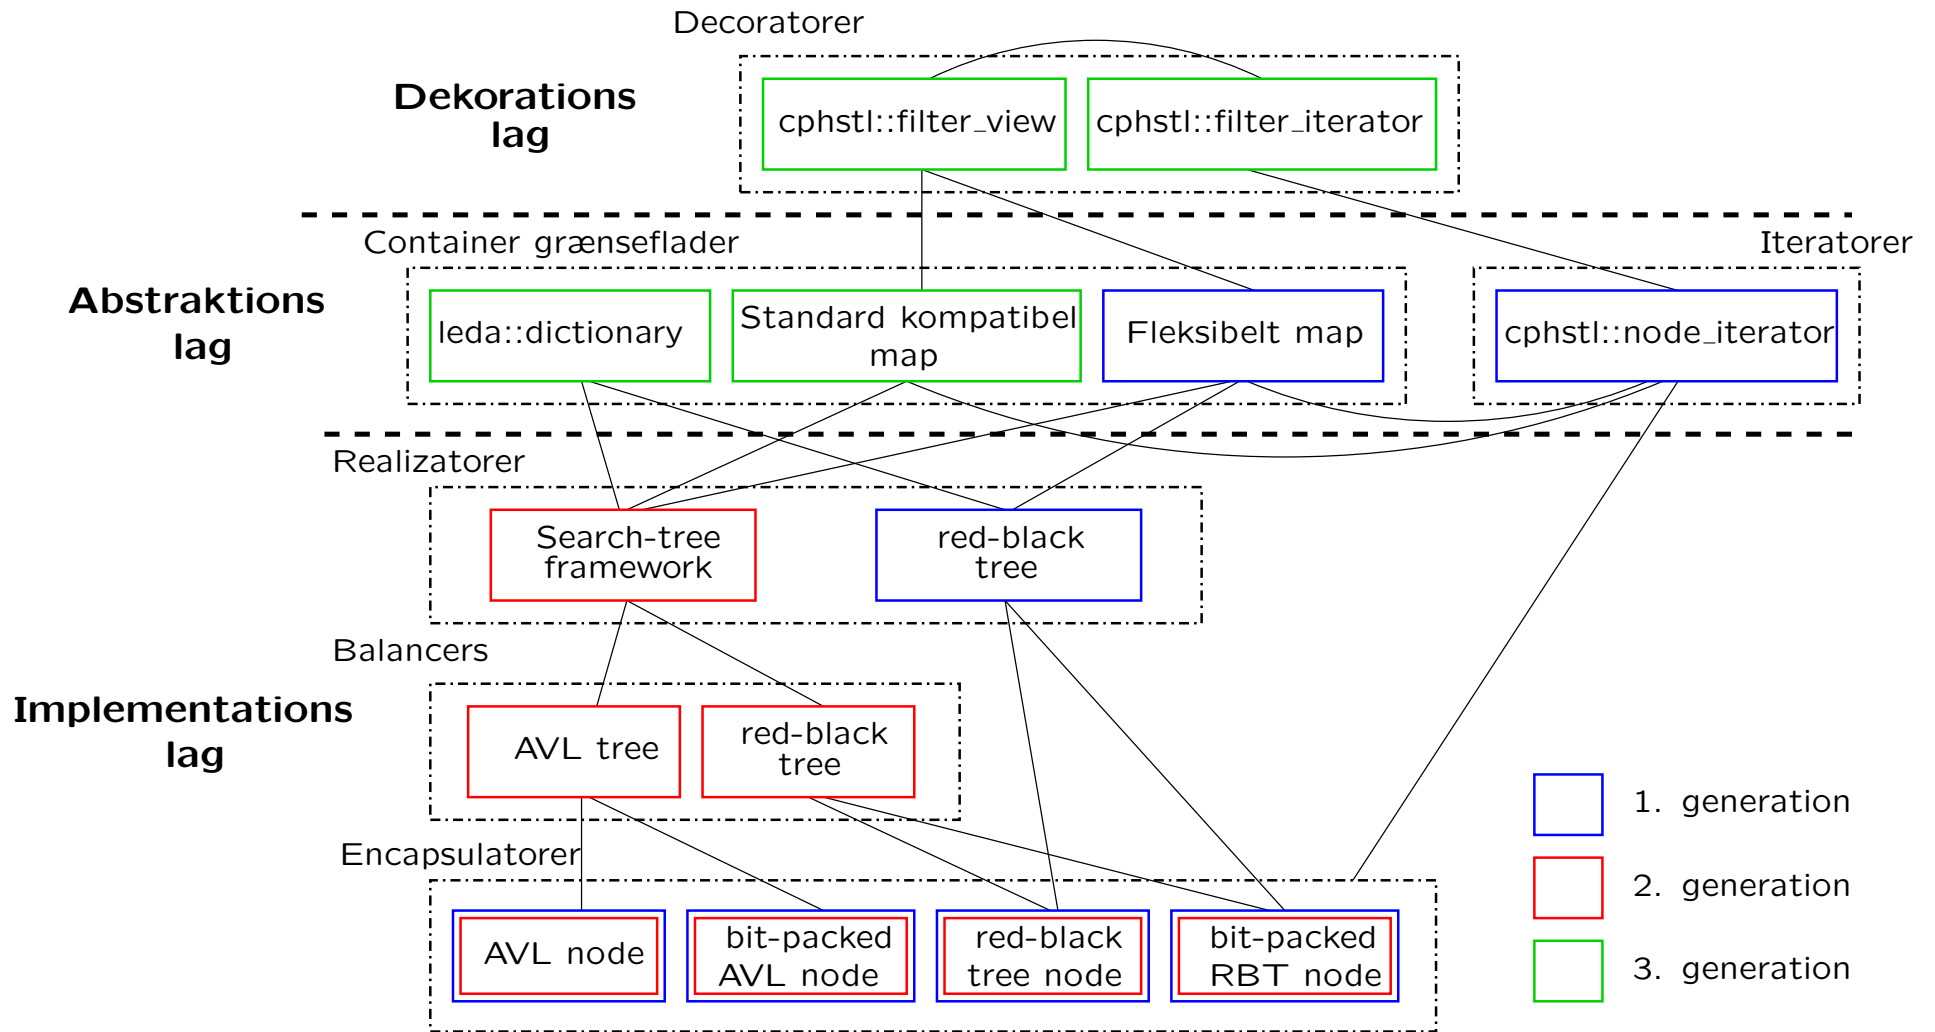 Decoratorer
Dekorations
lag
cphstl::filter_view
cphstl::filter_iterator
Container grænseflader
Iteratorer
Abstraktions
lag
leda::dictionary
Standard kompatibel
map
Fleksibelt map
cphstl::node_iterator
Realizatorer
Search-tree
framework
red-black
tree
Balancers
Implementations
lag
AVL tree
red-black
tree
Encapsulatorer
AVL node
bit-packed
AVL node
red-black
tree node
bit-packed
RBT node
1. generation
2. generation
3. generation